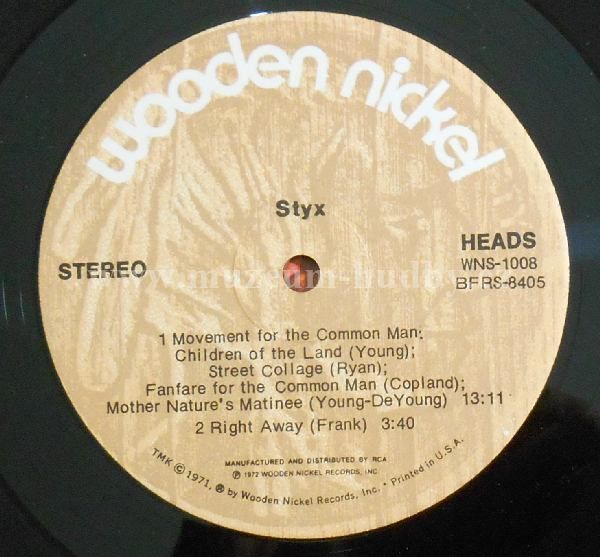 wooden nickel
Styx
STEREO
HEADS
WNS-1008
BFRS-8405
1 Movement for the Common Man:
Children of the Land (Young);
Street Collage (Ryan);
Fanfare for the Common Man (Copland);
Mother Nature's Matinee (Young-DeYoung) 13:11
2 Right Away (Frank) 3:40
MANUFACTURED AND DISTRIBUTED BY RCA
℗ 1972 WOODEN NICKEL RECORDS, INC.
TMK © 1971, ® by Wooden Nickel Records, Inc. • Printed in U.S.A.